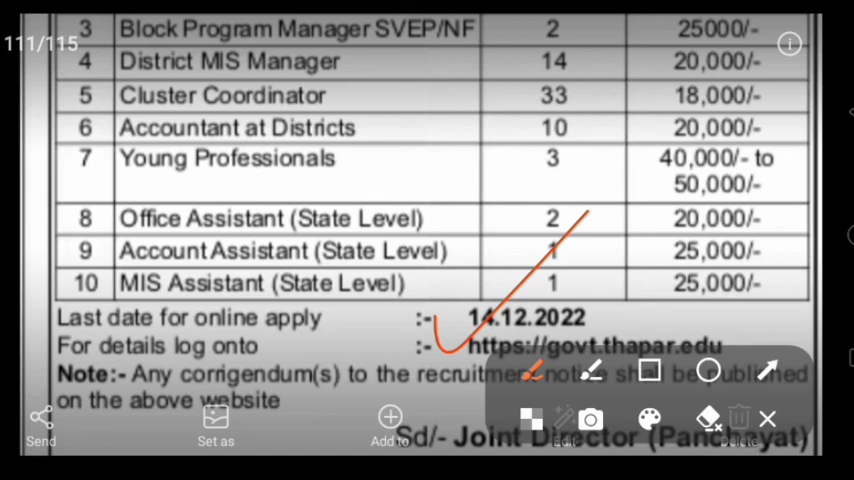 3 Block Program Manager SVEP/NF 2 25000/-
111/115
4 District MIS Manager 14 20,000/-
5 Cluster Coordinator 33 18,000/-
6 Accountant at Districts 10 20,000/-
7 Young Professionals 3 40,000/- to
50,000/-
8 Office Assistant (State Level) 2 20,000/-
9 Account Assistant (State Level) 1 25,000/-
10 MIS Assistant (State Level) 1 25,000/-
Last date for online apply :- 14.12.2022
For details log onto :- https://govt.thapar.edu
Note:- Any corrigendum(s) to the recruitment notice shall be published
on the above website
Sd/- Joint Director (Panchayat)
Send Set as Add to Edit Delete